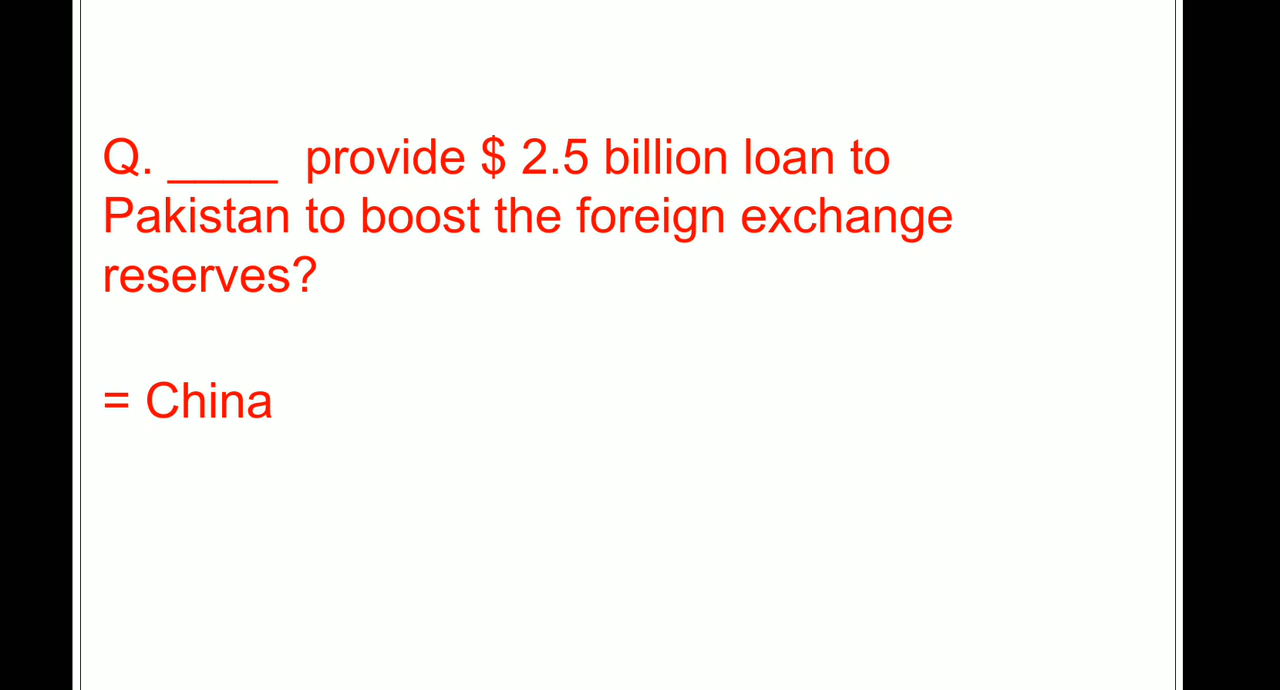 Q. ____ provide $ 2.5 billion loan to
Pakistan to boost the foreign exchange
reserves?
= China